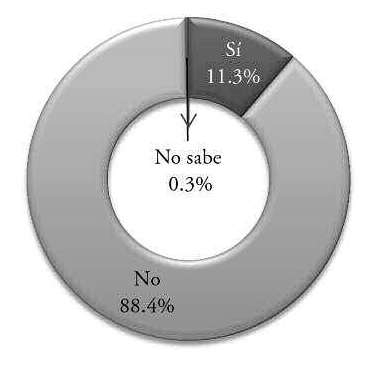 Sí
11.3%
No sabe
0.3%
No
88.4%